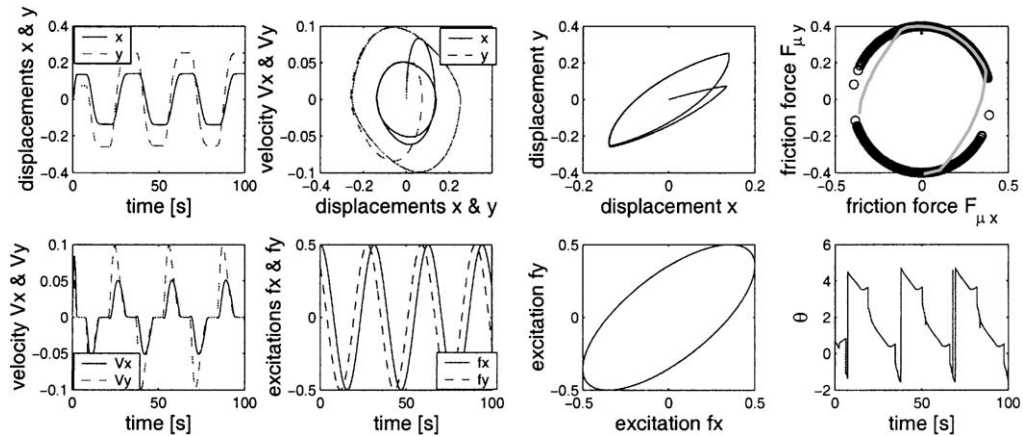 displacements x & y
0.4
0.2
0
-0.2
-0.4
x
y
0
50
100
time [s]
velocity Vx & Vy
0.1
0.05
0
-0.05
-0.1
x
y
-0.4
-0.2
0
0.2
0.4
displacements x & y
displacement y
0.4
0.2
0
-0.2
-0.4
-0.2
0
0.2
displacement x
friction force Fμ y
0.4
0.2
0
-0.2
-0.4
-0.5
0
0.5
friction force Fμ x
velocity Vx & Vy
0.1
0.05
0
-0.05
-0.1
Vx
Vy
0
50
100
time [s]
excitations fx & fy
0.5
0
-0.5
fx
fy
0
50
100
time [s]
excitation fy
0.5
0
-0.5
-0.5
0
0.5
excitation fx
θ
6
4
2
0
-2
0
50
100
time [s]